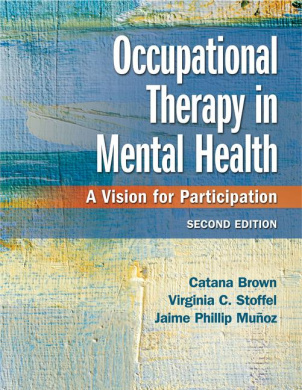 Occupational
Therapy in
Mental Health
A Vision for Participation
SECOND EDITION
Catana Brown
Virginia C. Stoffel
Jaime Phillip Muñoz